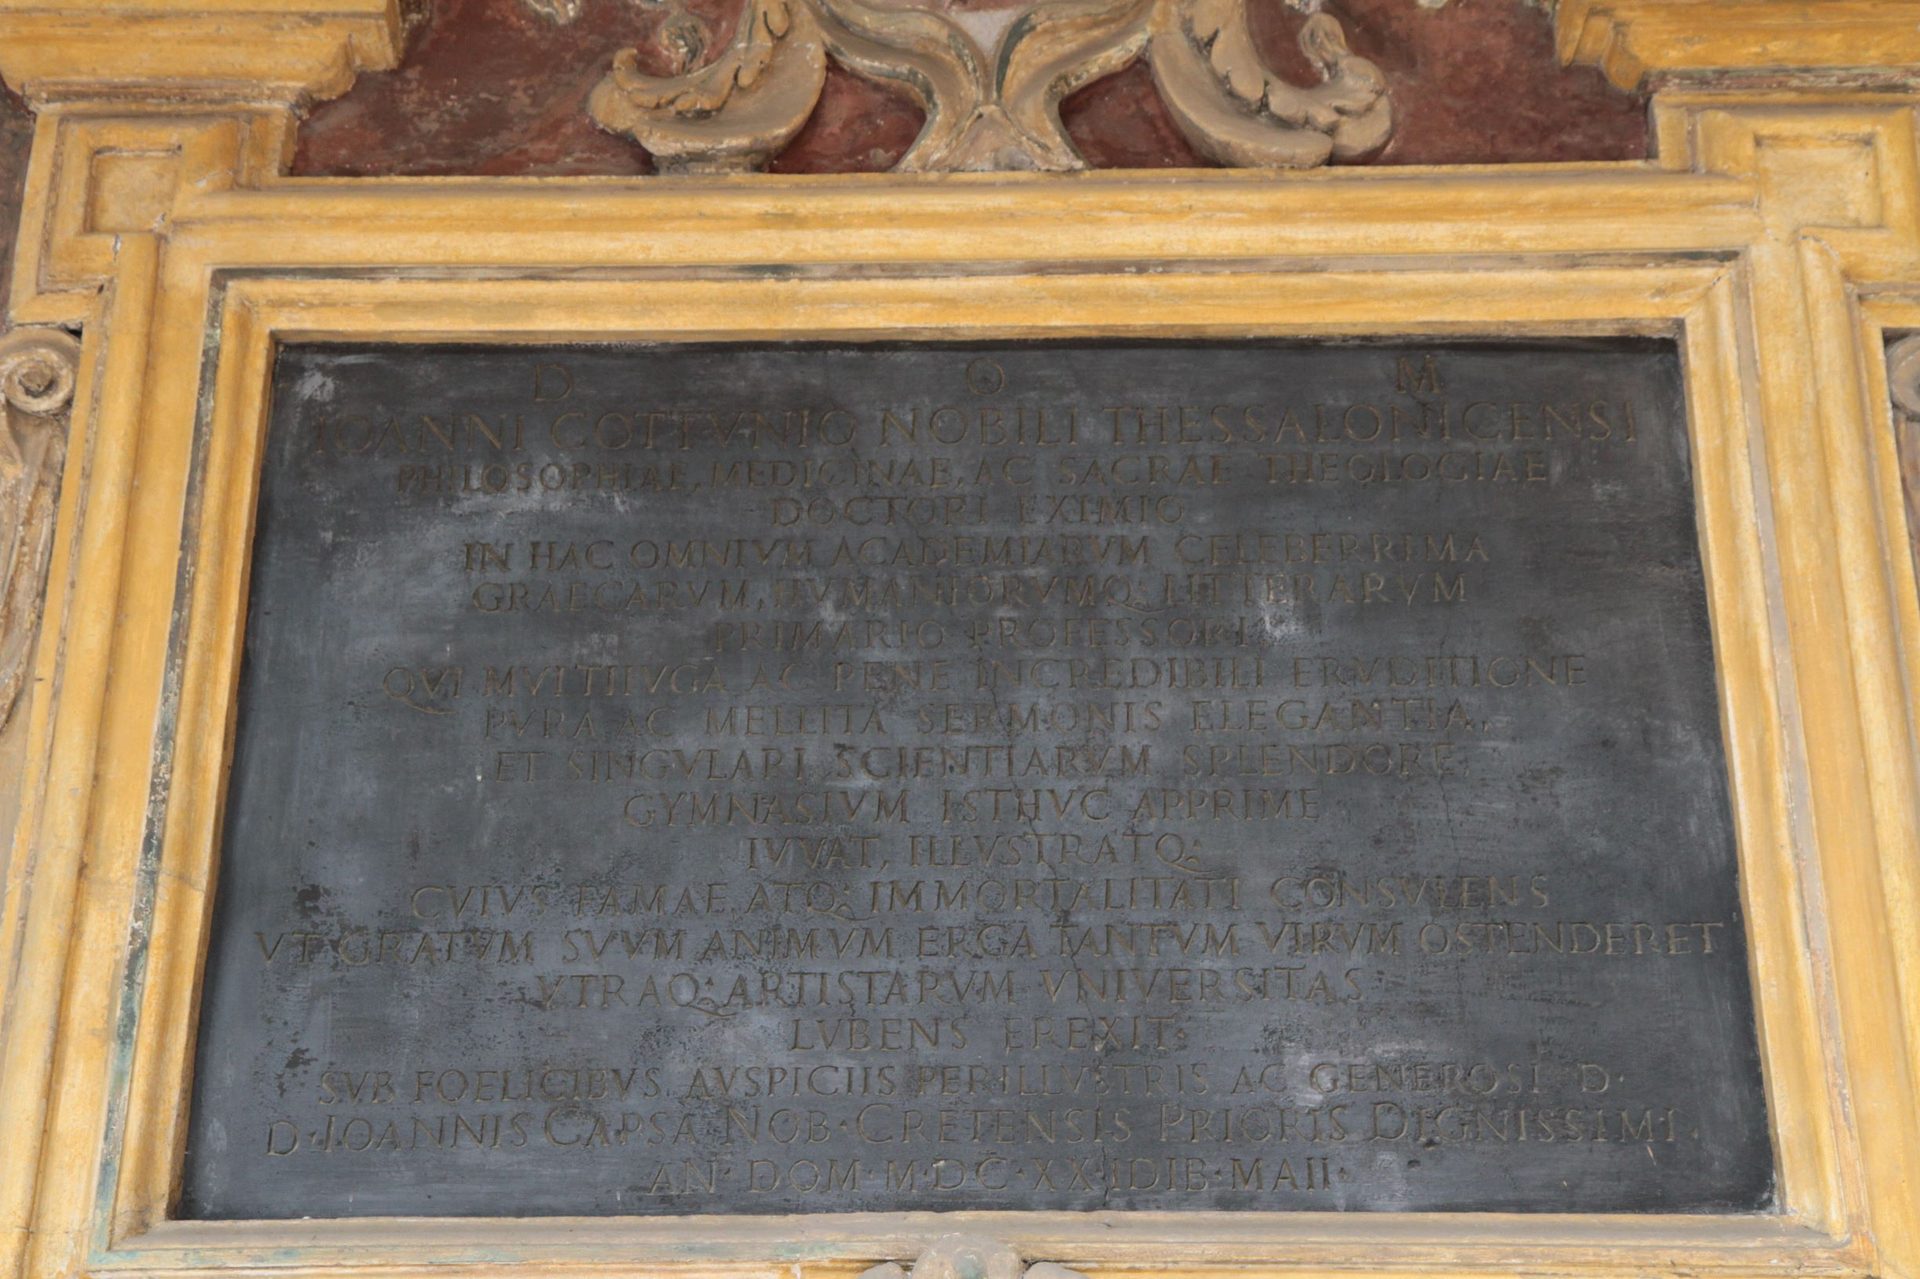 D O M
IOANNI COTTVNIO NOBILI THESSALONICENSI
PHILOSOPHIAE, MEDICINAE, AC SACRAE THEOLOGIAE
DOCTORI EXIMIO
IN HAC OMNIVM ACADEMIARVM CELEBERRIMA
GRAECARVM, HVMANIORVMQ; LITTERARVM
PRIMARIO PROFESSORI
QVI MVLTIIVGA AC PENE INCREDIBILI ERVDITIONE
PVRA AC MELLITA SERMONIS ELEGANTIA,
ET SINGVLARI SCIENTIARVM SPLENDORE,
GYMNASIVM ISTHVC APPRIME
IVVAT, ILLVSTRATQ;
CVIVS FAMAE ATQ; IMMORTALITATI CONSVLENS
VT GRATVM SVVM ANIMVM ERGA TANTVM VIRVM OSTENDERET
VTRAQ; ARTISTARVM VNIVERSITAS
LVBENS EREXIT.
SVB FOELICIBVS AVSPICIIS PERILLVSTRIS AC GENEROSI D.
D. IOANNIS CAPSA NOB. CRETENSIS PRIORIS DIGNISSIMI.
AN. DOM. M.DC.XX. IDIB. MAII.